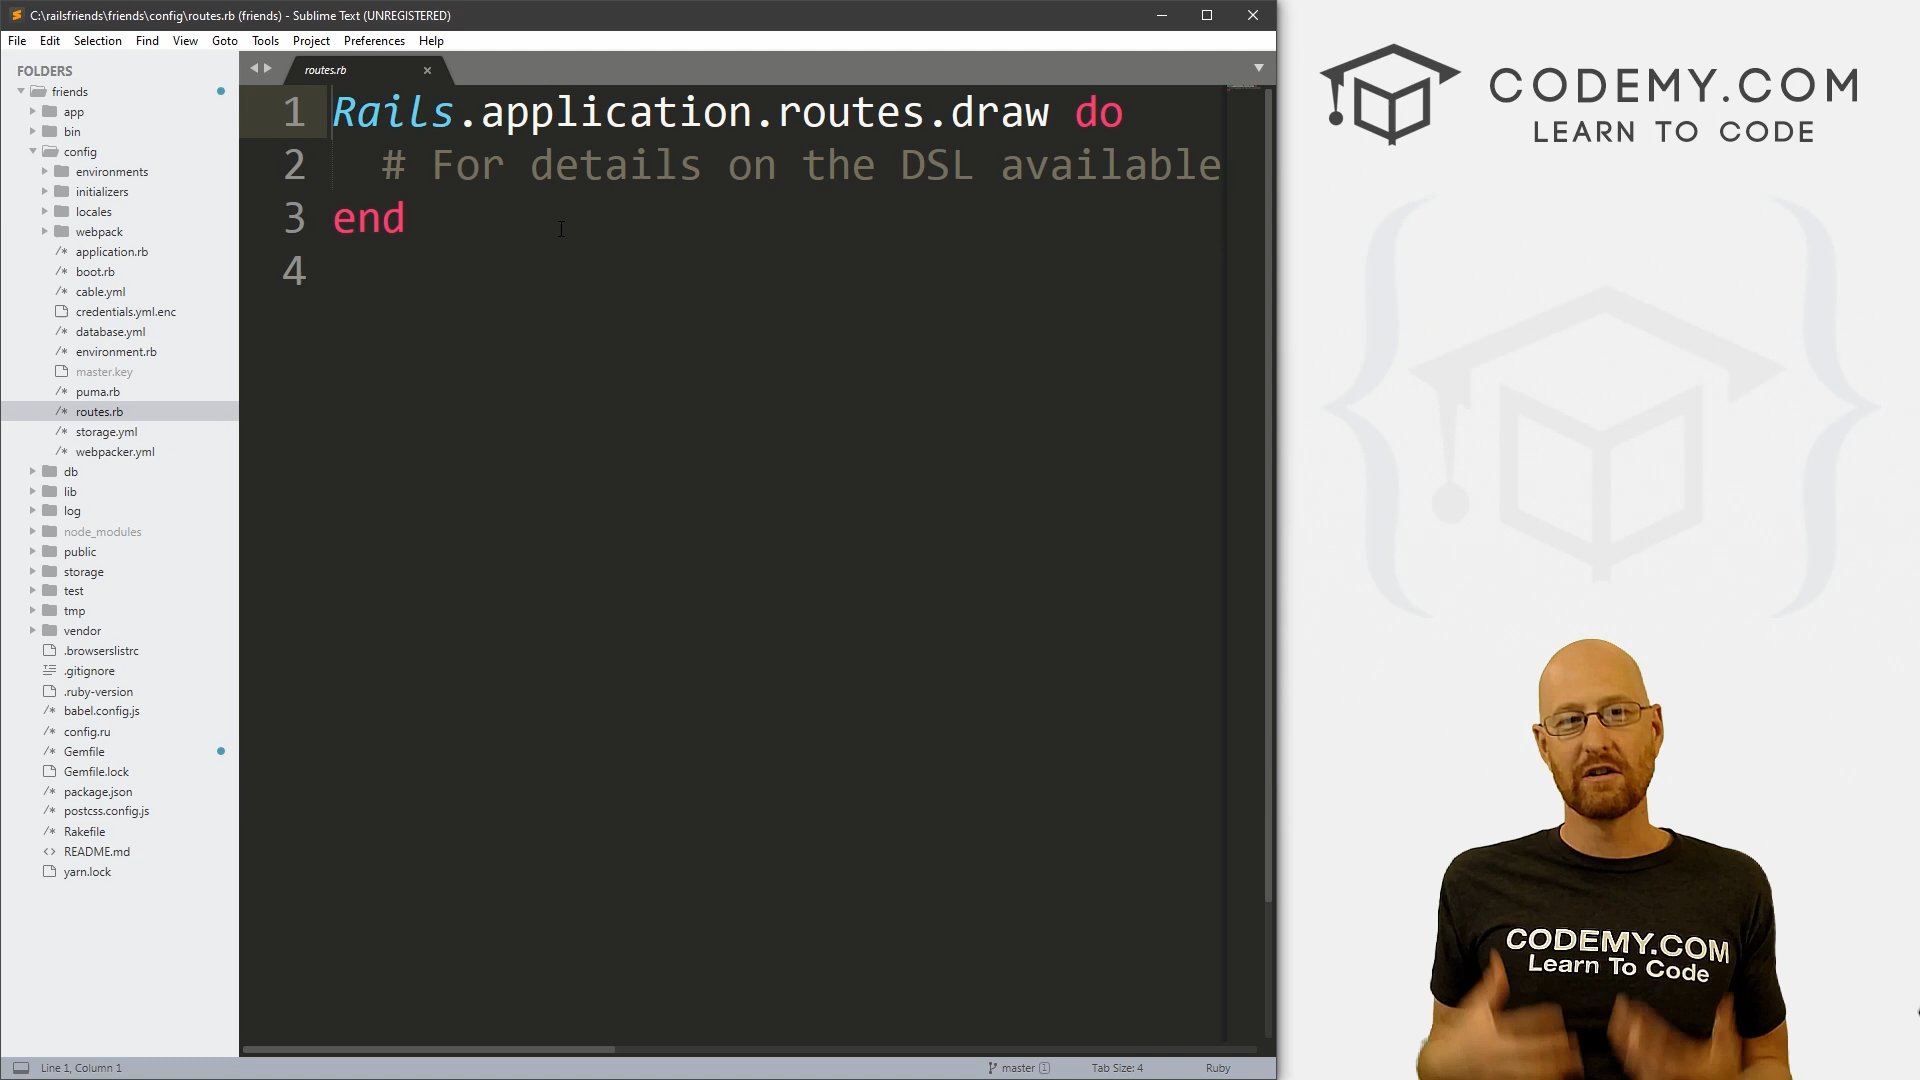 C:\railsfriends\friends\config\routes.rb (friends) - Sublime Text (UNREGISTERED)
File Edit Selection Find View Goto Tools Project Preferences Help
FOLDERS
friends
app
bin
config
environments
initializers
locales
webpack
application.rb
boot.rb
cable.yml
credentials.yml.enc
database.yml
environment.rb
master.key
puma.rb
routes.rb
storage.yml
webpacker.yml
db
lib
log
node_modules
public
storage
test
tmp
vendor
.browserslistrc
.gitignore
.ruby-version
babel.config.js
config.ru
Gemfile
Gemfile.lock
package.json
postcss.config.js
Rakefile
README.md
yarn.lock
routes.rb
1 Rails.application.routes.draw do
2 # For details on the DSL available
3 end
4
Line 1, Column 1
master 1
Tab Size: 4
Ruby
CODEMY.COM
LEARN TO CODE
CODEMY.COM
Learn To Code